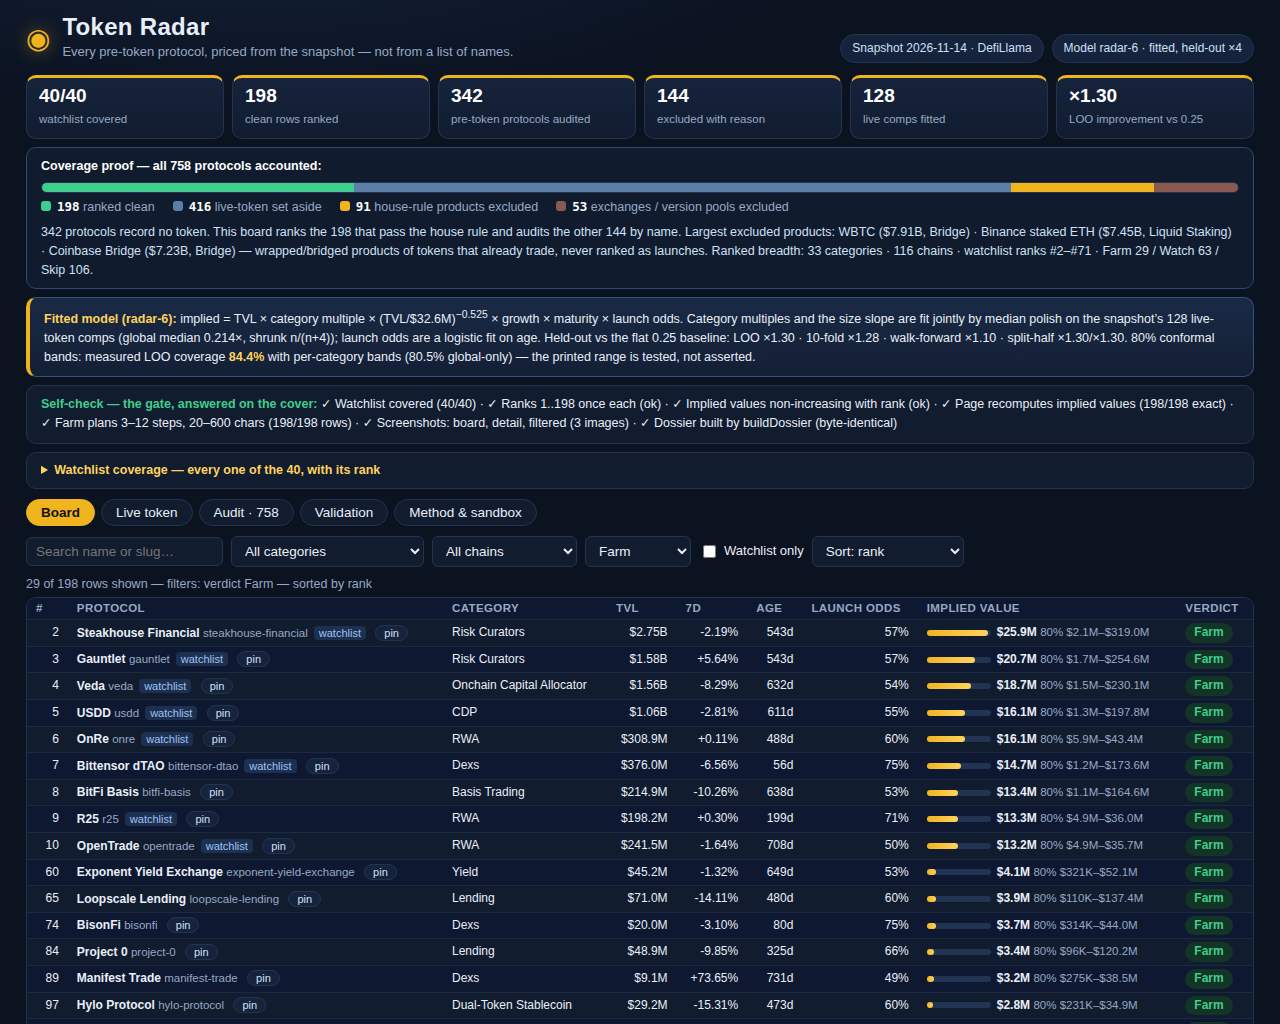 Token Radar
Every pre-token protocol, priced from the snapshot — not from a list of names.
Snapshot 2026-11-14 · DefiLlama
Model radar-6 · fitted, held-out ×4
40/40
watchlist covered
198
clean rows ranked
342
pre-token protocols audited
144
excluded with reason
128
live comps fitted
×1.30
LOO improvement vs 0.25
Coverage proof — all 758 protocols accounted:
198 ranked clean
416 live-token set aside
91 house-rule products excluded
53 exchanges / version pools excluded
342 protocols record no token. This board ranks the 198 that pass the house rule and audits the other 144 by name. Largest excluded products: WBTC ($7.91B, Bridge) · Binance staked ETH ($7.45B, Liquid Staking)
· Coinbase Bridge ($7.23B, Bridge) — wrapped/bridged products of tokens that already trade, never ranked as launches. Ranked breadth: 33 categories · 116 chains · watchlist ranks #2–#71 · Farm 29 / Watch 63 /
Skip 106.
Fitted model (radar-6): implied = TVL × category multiple × (TVL/$32.6M)−0.525 × growth × maturity × launch odds. Category multiples and the size slope are fit jointly by median polish on the snapshot's 128 live-
token comps (global median 0.214×, shrunk n/(n+4)); launch odds are a logistic fit on age. Held-out vs the flat 0.25 baseline: LOO ×1.30 · 10-fold ×1.28 · walk-forward ×1.10 · split-half ×1.30/×1.30. 80% conformal
bands: measured LOO coverage 84.4% with per-category bands (80.5% global-only) — the printed range is tested, not asserted.
Self-check — the gate, answered on the cover: ✓ Watchlist covered (40/40) · ✓ Ranks 1..198 once each (ok) · ✓ Implied values non-increasing with rank (ok) · ✓ Page recomputes implied values (198/198 exact) ·
✓ Farm plans 3–12 steps, 20–600 chars (198/198 rows) · ✓ Screenshots: board, detail, filtered (3 images) · ✓ Dossier built by buildDossier (byte-identical)
▶ Watchlist coverage — every one of the 40, with its rank
Board
Live token
Audit · 758
Validation
Method & sandbox
Search name or slug…
All categories
All chains
Farm
Watchlist only
Sort: rank
29 of 198 rows shown — filters: verdict Farm — sorted by rank
# PROTOCOL CATEGORY TVL 7D AGE LAUNCH ODDS IMPLIED VALUE VERDICT
2 Steakhouse Financial steakhouse-financial watchlist pin Risk Curators $2.75B -2.19% 543d 57% $25.9M 80% $2.1M–$319.0M Farm
3 Gauntlet gauntlet watchlist pin Risk Curators $1.58B +5.64% 543d 57% $20.7M 80% $1.7M–$254.6M Farm
4 Veda veda watchlist pin Onchain Capital Allocator $1.56B -8.29% 632d 54% $18.7M 80% $1.5M–$230.1M Farm
5 USDD usdd watchlist pin CDP $1.06B -2.81% 611d 55% $16.1M 80% $1.3M–$197.8M Farm
6 OnRe onre watchlist pin RWA $308.9M +0.11% 488d 60% $16.1M 80% $5.9M–$43.4M Farm
7 Bittensor dTAO bittensor-dtao watchlist pin Dexs $376.0M -6.56% 56d 75% $14.7M 80% $1.2M–$173.6M Farm
8 BitFi Basis bitfi-basis pin Basis Trading $214.9M -10.26% 638d 53% $13.4M 80% $1.1M–$164.6M Farm
9 R25 r25 watchlist pin RWA $198.2M +0.30% 199d 71% $13.3M 80% $4.9M–$36.0M Farm
10 OpenTrade opentrade watchlist pin RWA $241.5M -1.64% 708d 50% $13.2M 80% $4.9M–$35.7M Farm
60 Exponent Yield Exchange exponent-yield-exchange pin Yield $45.2M -1.32% 649d 53% $4.1M 80% $321K–$52.1M Farm
65 Loopscale Lending loopscale-lending pin Lending $71.0M -14.11% 480d 60% $3.9M 80% $110K–$137.4M Farm
74 BisonFi bisonfi pin Dexs $20.0M -3.10% 80d 75% $3.7M 80% $314K–$44.0M Farm
84 Project 0 project-0 pin Lending $48.9M -9.85% 325d 66% $3.4M 80% $96K–$120.2M Farm
89 Manifest Trade manifest-trade pin Dexs $9.1M +73.65% 731d 49% $3.2M 80% $275K–$38.5M Farm
97 Hylo Protocol hylo-protocol pin Dual-Token Stablecoin $29.2M -15.31% 473d 60% $2.8M 80% $231K–$34.9M Farm